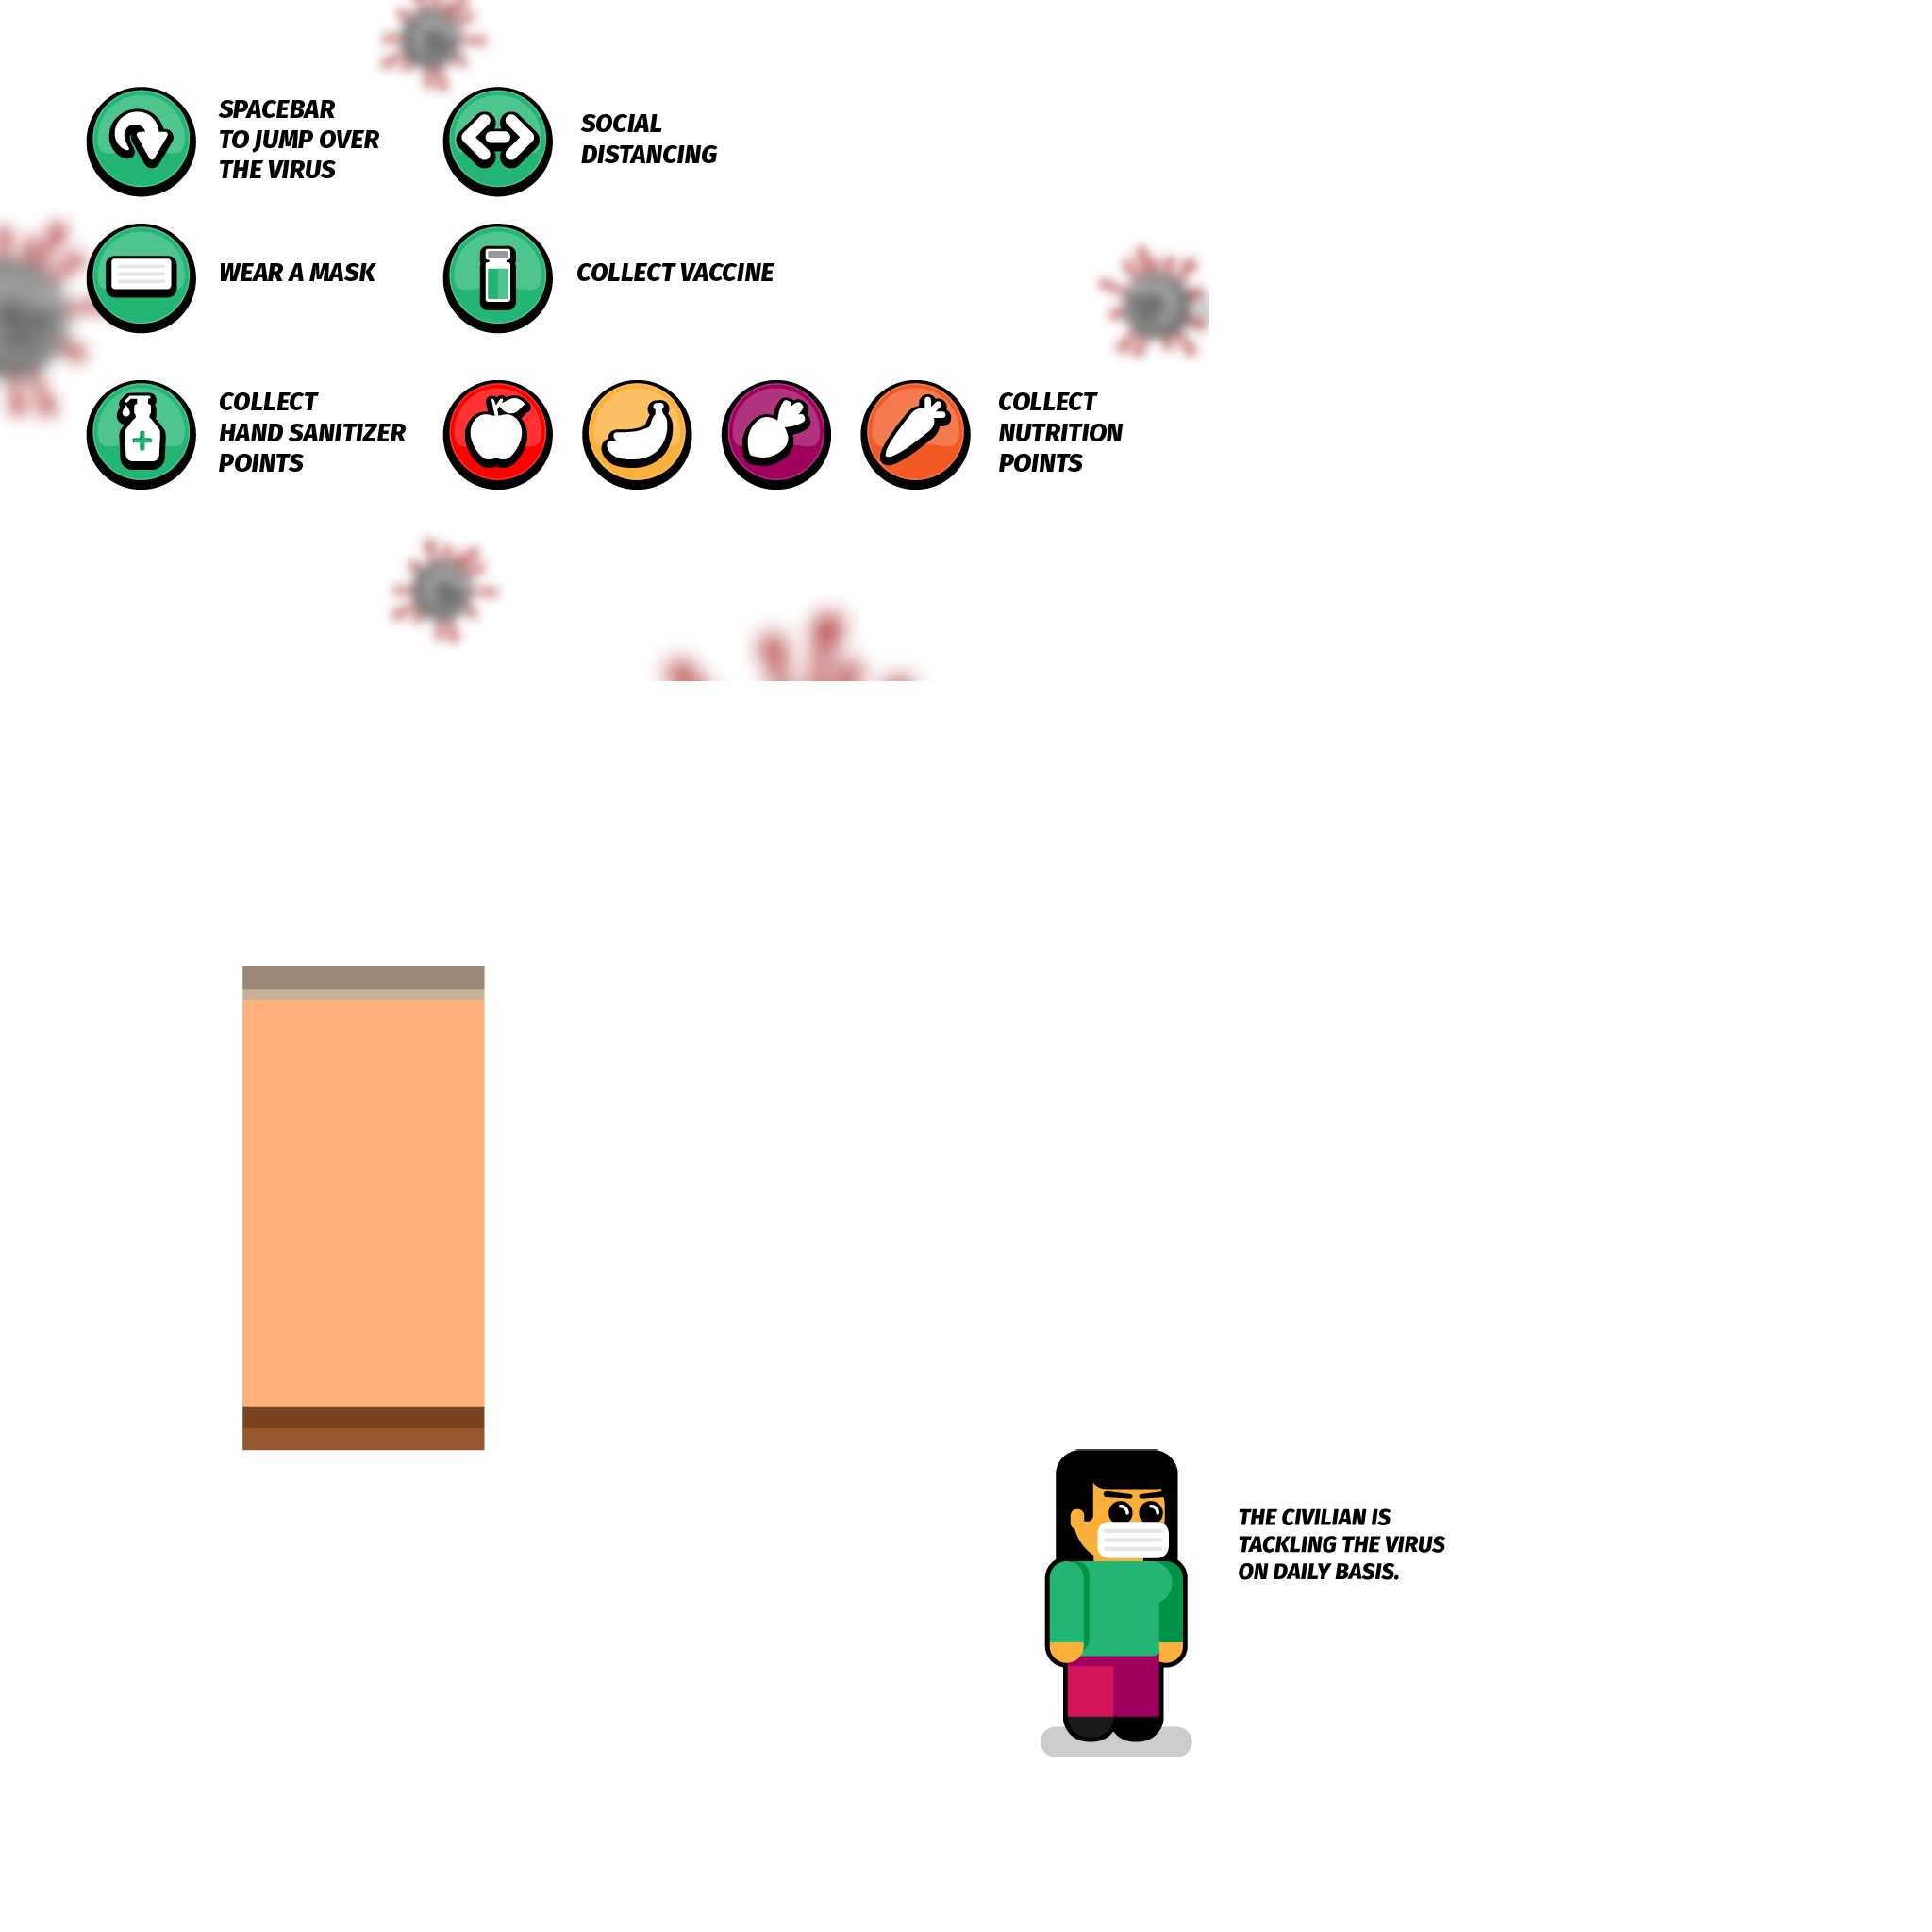 SPACEBAR
TO JUMP OVER
THE VIRUS
SOCIAL
DISTANCING
WEAR A MASK
COLLECT VACCINE
COLLECT
HAND SANITIZER
POINTS
COLLECT
NUTRITION
POINTS
THE CIVILIAN IS
TACKLING THE VIRUS
ON DAILY BASIS.